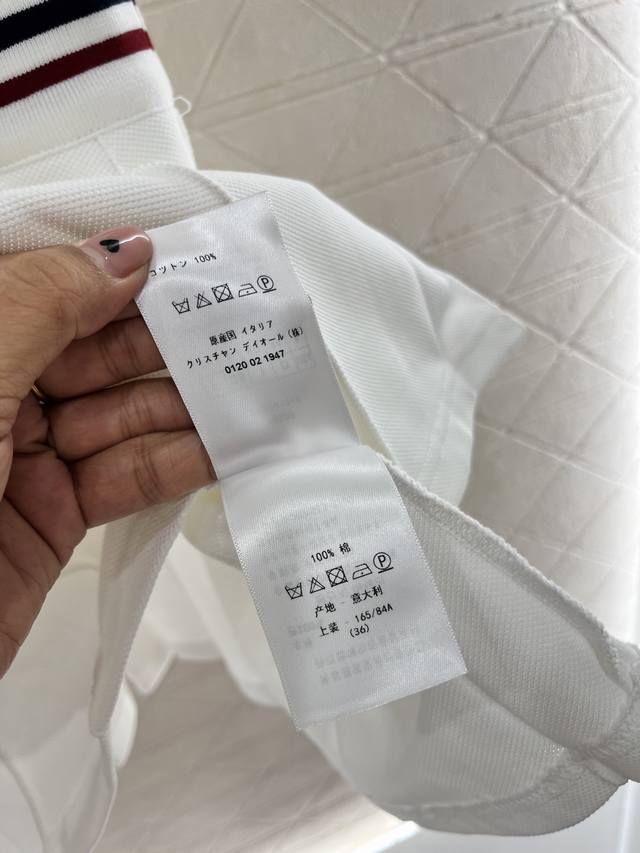 コットン 100%
原産国 イタリア
クリスチャン ディオール (株)
0120 02 1947
100% 棉
产地 - 意大利
上装 - 165/84A
(36)